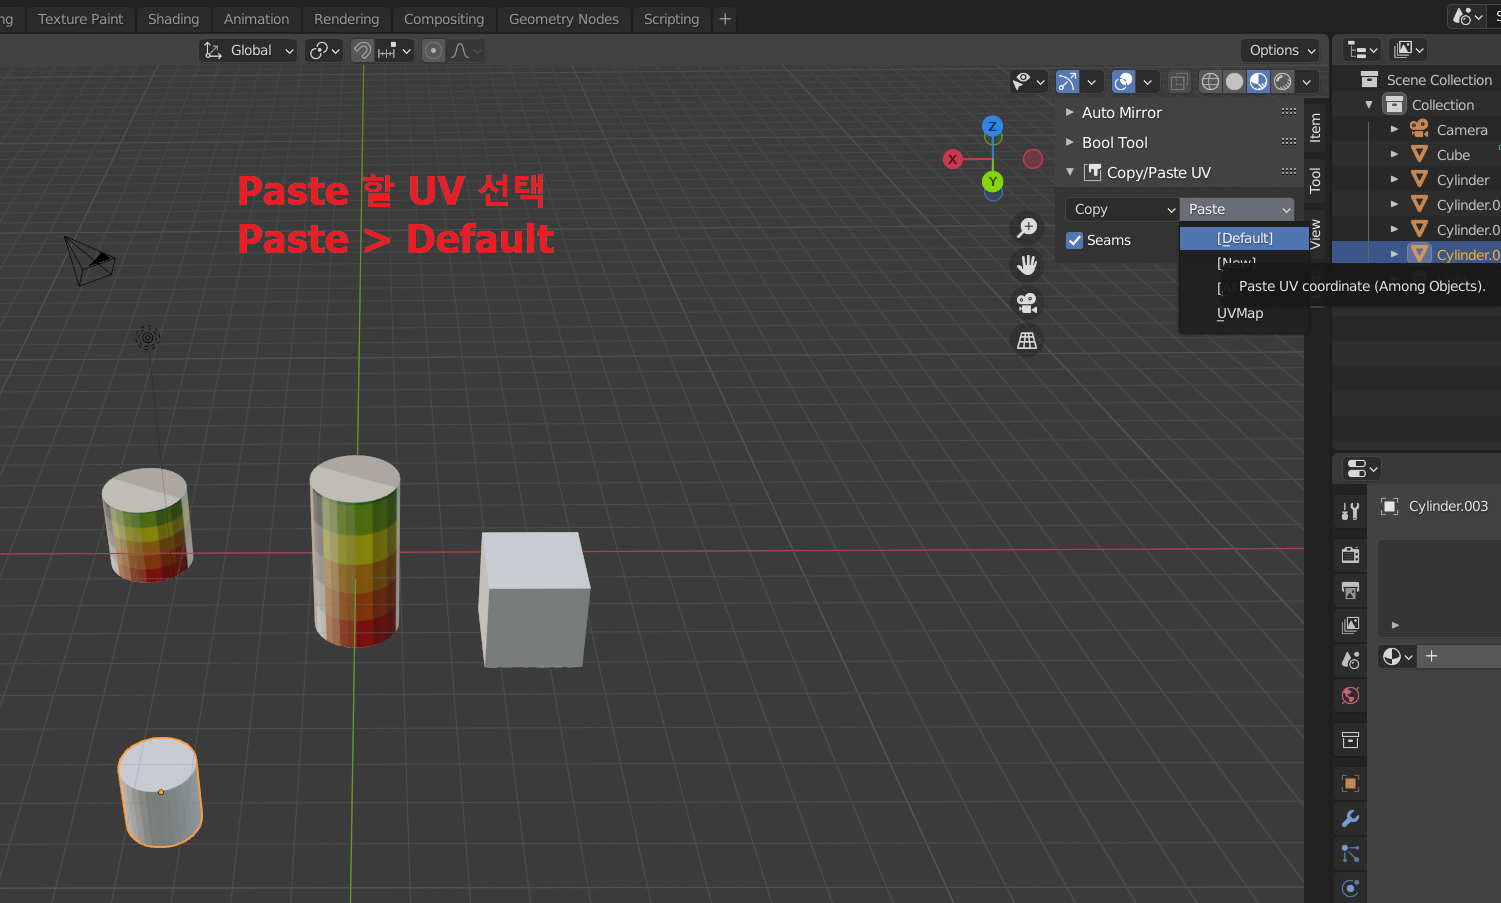 ng
Texture Paint
Shading
Animation
Rendering
Compositing
Geometry Nodes
Scripting
+
S
Global
Options
Scene Collection
Collection
Camera
Cube
Cylinder
Cylinder.0
Cylinder.0
Cylinder.0
Auto Mirror
Bool Tool
Copy/Paste UV
Copy
Paste
Seams
[Default]
[New]
[
Paste UV coordinate (Among Objects).
UVMap
Item
Tool
View
Z
X
Y
Paste 할 UV 선택
Paste > Default
Cylinder.003
+